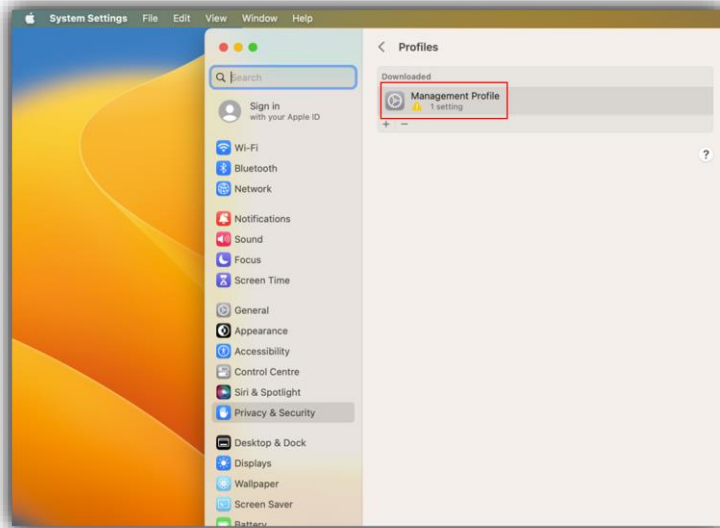 System Settings File Edit View Window Help
Search
Sign in
with your Apple ID
Wi-Fi
Bluetooth
Network
Notifications
Sound
Focus
Screen Time
General
Appearance
Accessibility
Control Centre
Siri & Spotlight
Privacy & Security
Desktop & Dock
Displays
Wallpaper
Screen Saver
Battery
Profiles
Downloaded
Management Profile
1 setting
+ −
?